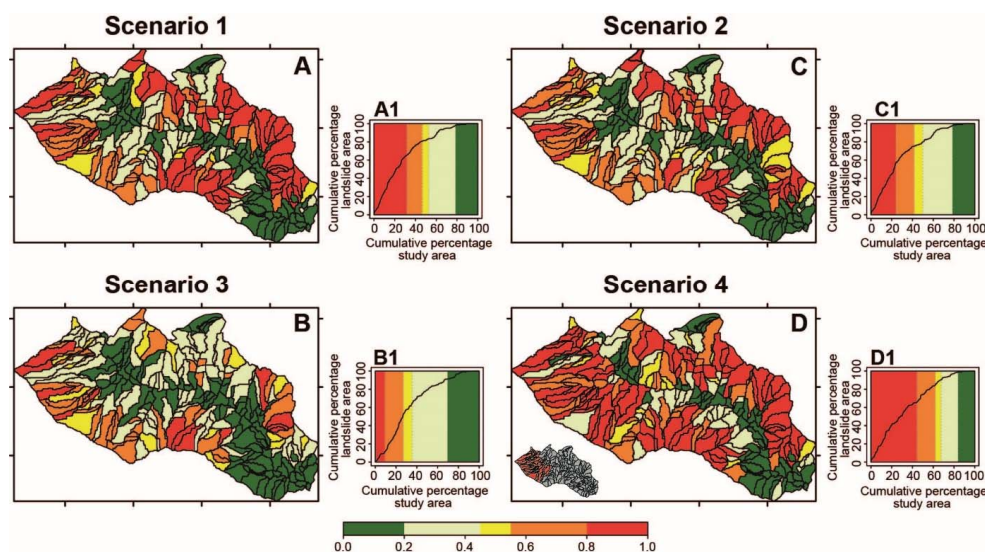 Scenario 1
Scenario 2
A
A1
Cumulative percentage
landslide area
0 20 40 60 80 100
0 20 40 60 80 100
Cumulative percentage
study area
C
C1
Cumulative percentage
landslide area
0 20 40 60 80 100
0 20 40 60 80 100
Cumulative percentage
study area
Scenario 3
Scenario 4
B
B1
Cumulative percentage
landslide area
0 20 40 60 80 100
0 20 40 60 80 100
Cumulative percentage
study area
D
D1
Cumulative percentage
landslide area
0 20 40 60 80 100
0 20 40 60 80 100
Cumulative percentage
study area
0.0 0.2 0.4 0.6 0.8 1.0